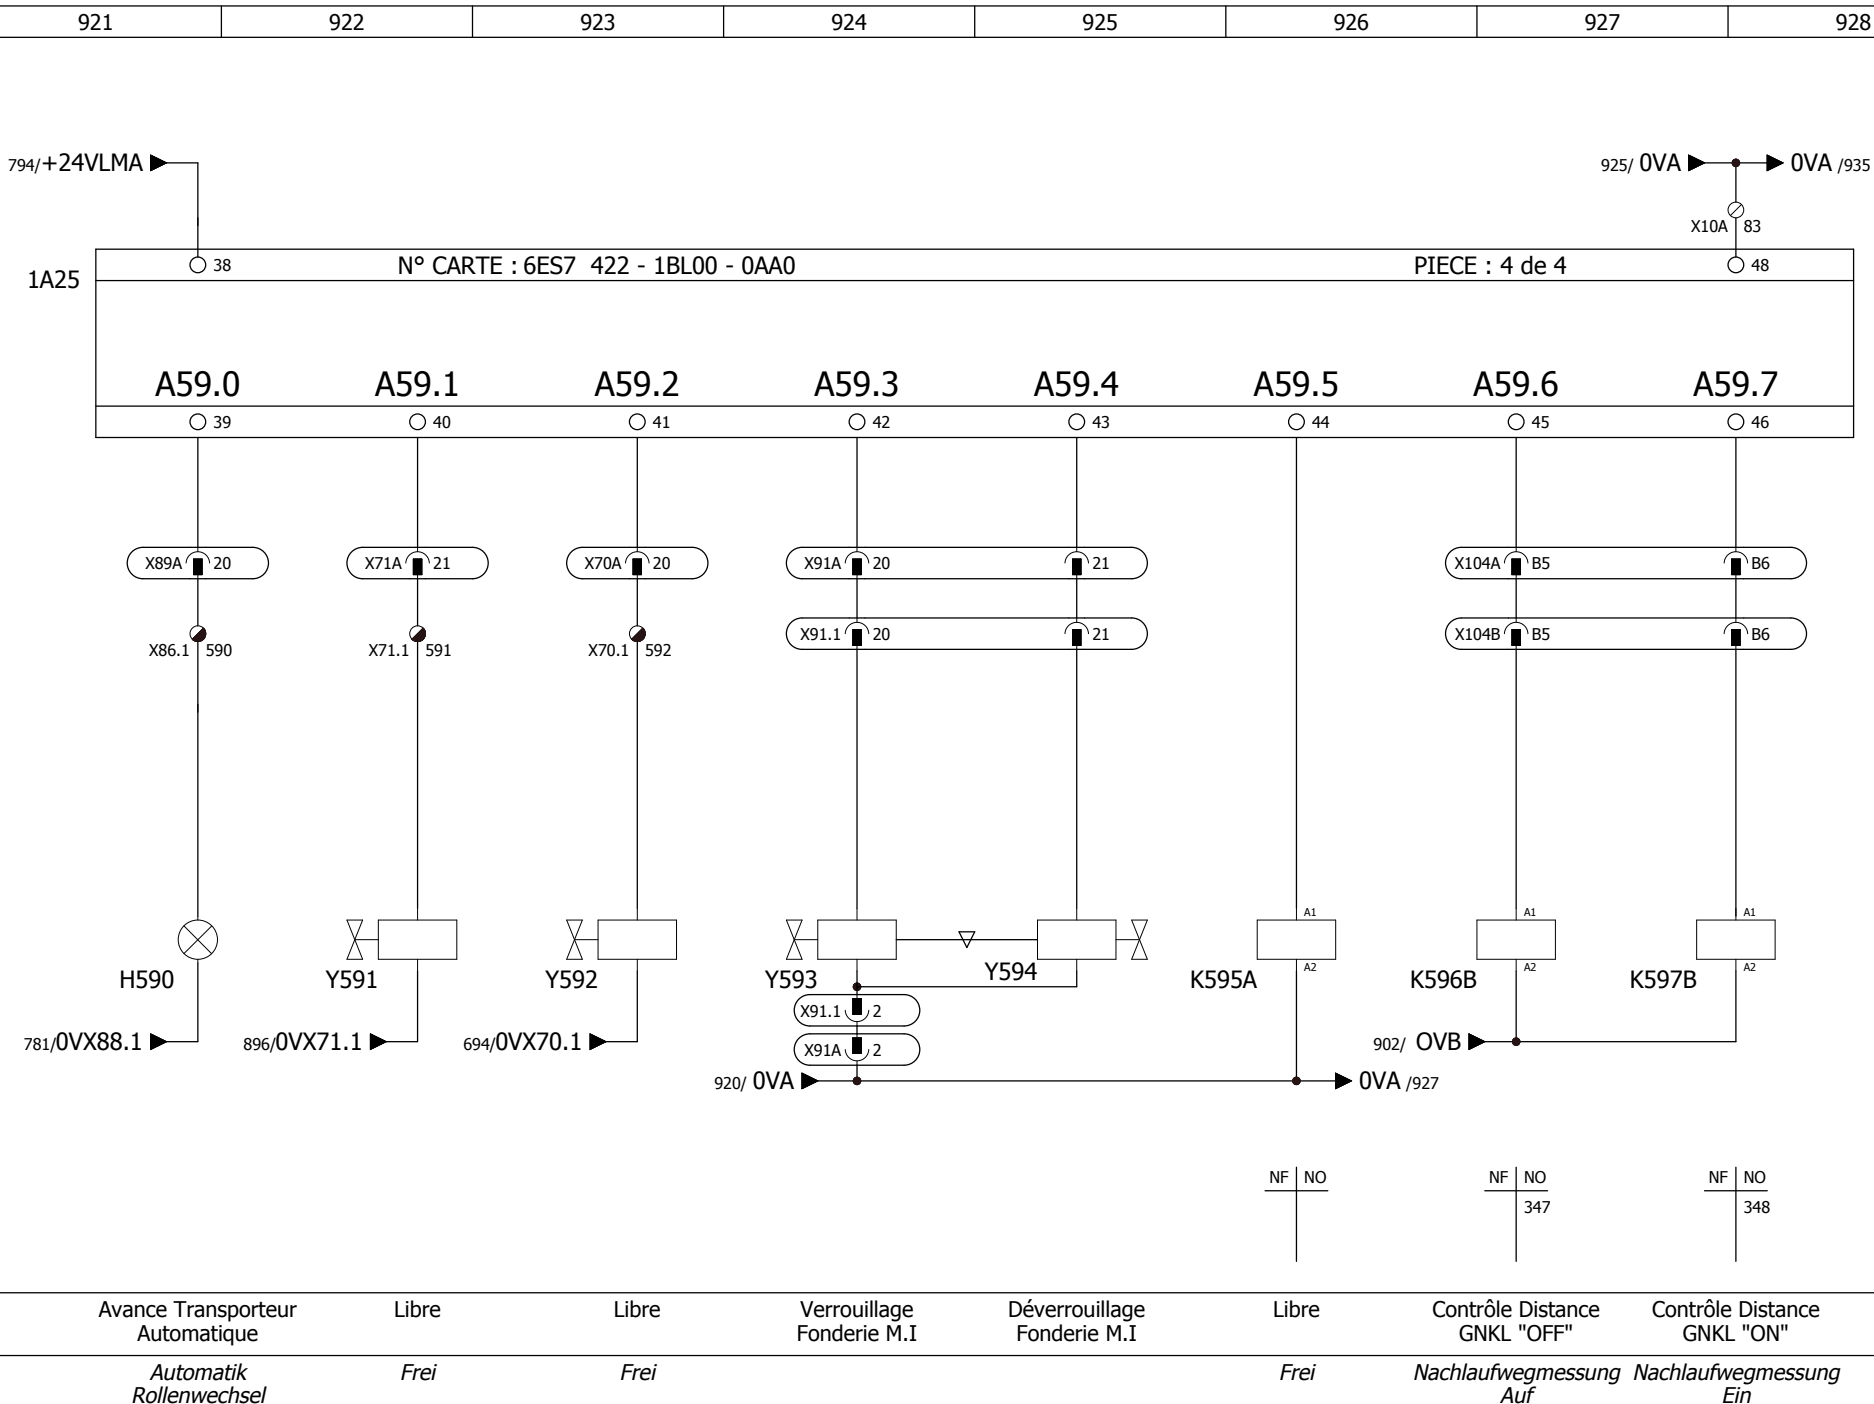 921 922 923 924 925 926 927 928
794/+24VLMA 925/ 0VA 0VA /935
X10A 83
1A25 38 N° CARTE : 6ES7 422 - 1BL00 - 0AA0 PIECE : 4 de 4 48
A59.0 A59.1 A59.2 A59.3 A59.4 A59.5 A59.6 A59.7
39 40 41 42 43 44 45 46
X89A 20 X71A 21 X70A 20 X91A 20 21 X104A B5 B6
X91.1 20 21 X104B B5 B6
X86.1 590 X71.1 591 X70.1 592
A1 A1 A1
A2 A2 A2
H590 Y591 Y592 Y593 Y594 K595A K596B K597B
X91.1 2
781/0VX88.1 896/0VX71.1 694/0VX70.1 X91A 2 902/ OVB
920/ 0VA 0VA /927
NF NO NF NO NF NO
347 348
Avance Transporteur Libre Libre Verrouillage Déverrouillage Libre Contrôle Distance Contrôle Distance
Automatique Fonderie M.I Fonderie M.I GNKL "OFF" GNKL "ON"
Automatik Frei Frei Frei Nachlaufwegmessung Nachlaufwegmessung
Rollenwechsel Auf Ein